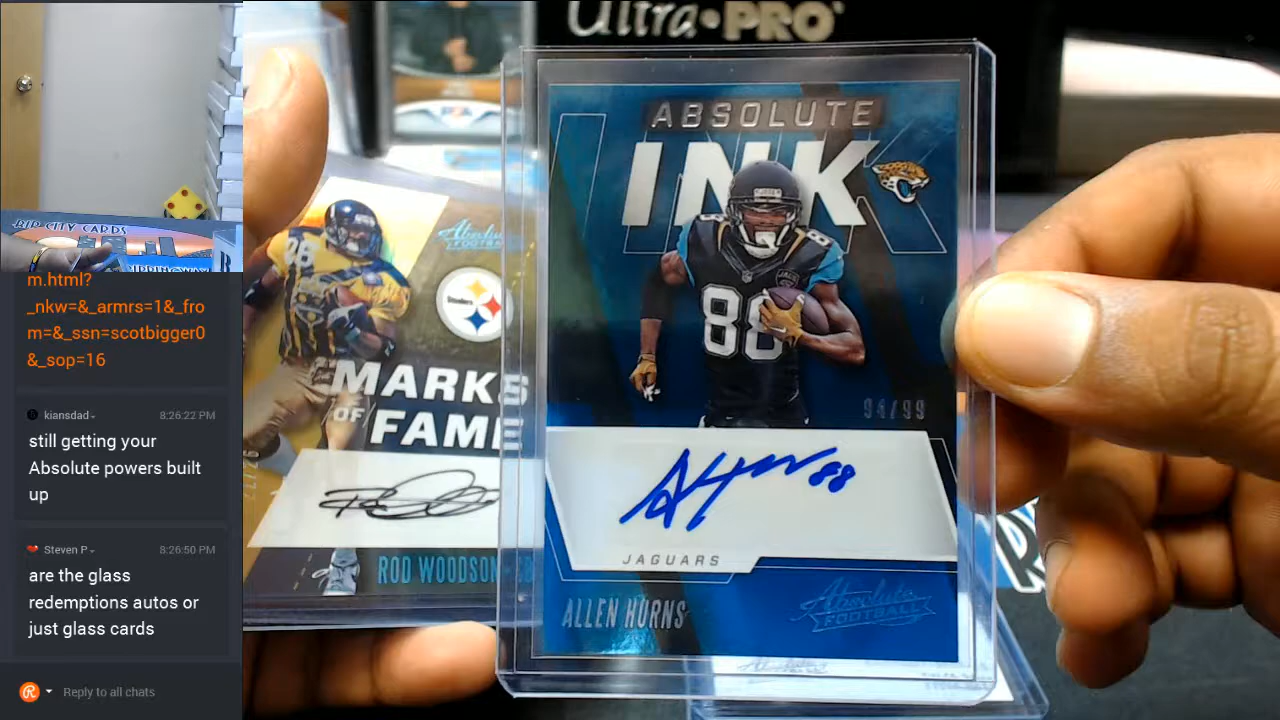 Ultra•PRO
RIP CITY CARDS
m.html?
_nkw=&_armrs=1&_fro
m=&_ssn=scotbigger0
&_sop=16
kiansdad
8:26:22 PM
still getting your
Absolute powers built
up
Steven P
8:26:50 PM
are the glass
redemptions autos or
just glass cards
Reply to all chats
Absolute
FOOTBALL
Steelers
MARKS
OF FAME
ROD WOODSON
ABSOLUTE
INK
88
94/99
88
JAGUARS
ALLEN HURNS
Absolute
FOOTBALL